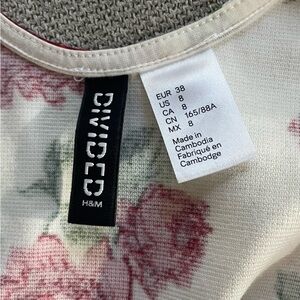 DIVIDED
H&M
EUR 38
US 8
CA 8
CN 165/88A
MX 8
Made in
Cambodia
Fabriqué en
Cambodge